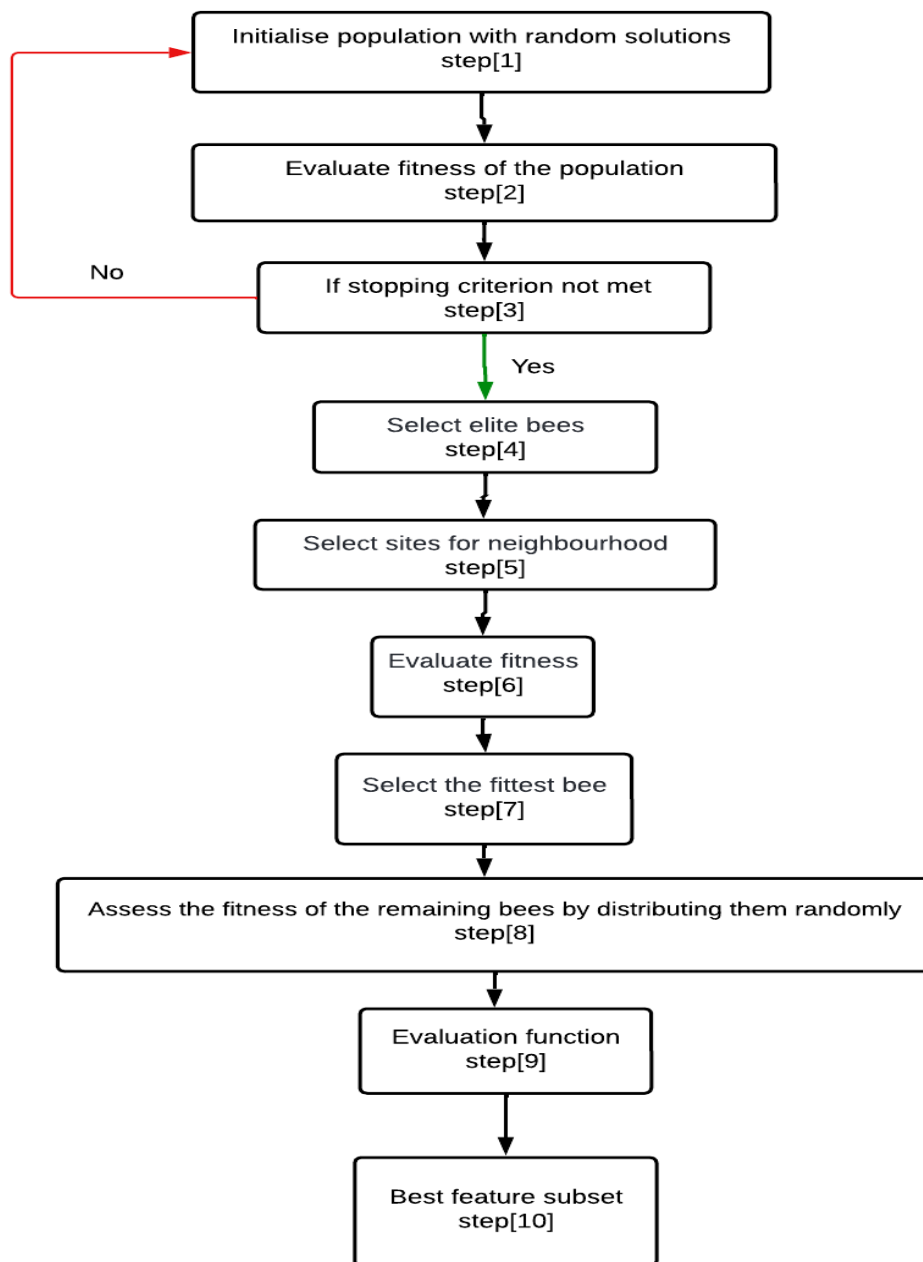 Initialise population with random solutions
step[1]
Evaluate fitness of the population
step[2]
No
If stopping criterion not met
step[3]
Yes
Select elite bees
step[4]
Select sites for neighbourhood
step[5]
Evaluate fitness
step[6]
Select the fittest bee
step[7]
Assess the fitness of the remaining bees by distributing them randomly
step[8]
Evaluation function
step[9]
Best feature subset
step[10]